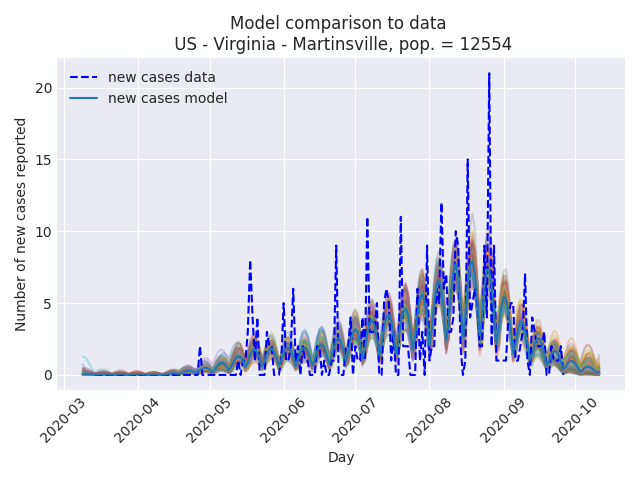 Model comparison to data
US - Virginia - Martinsville, pop. = 12554
new cases data
new cases model
Number of new cases reported
20
15
10
5
0
2020-03
2020-04
2020-05
2020-06
2020-07
2020-08
2020-09
2020-10
Day